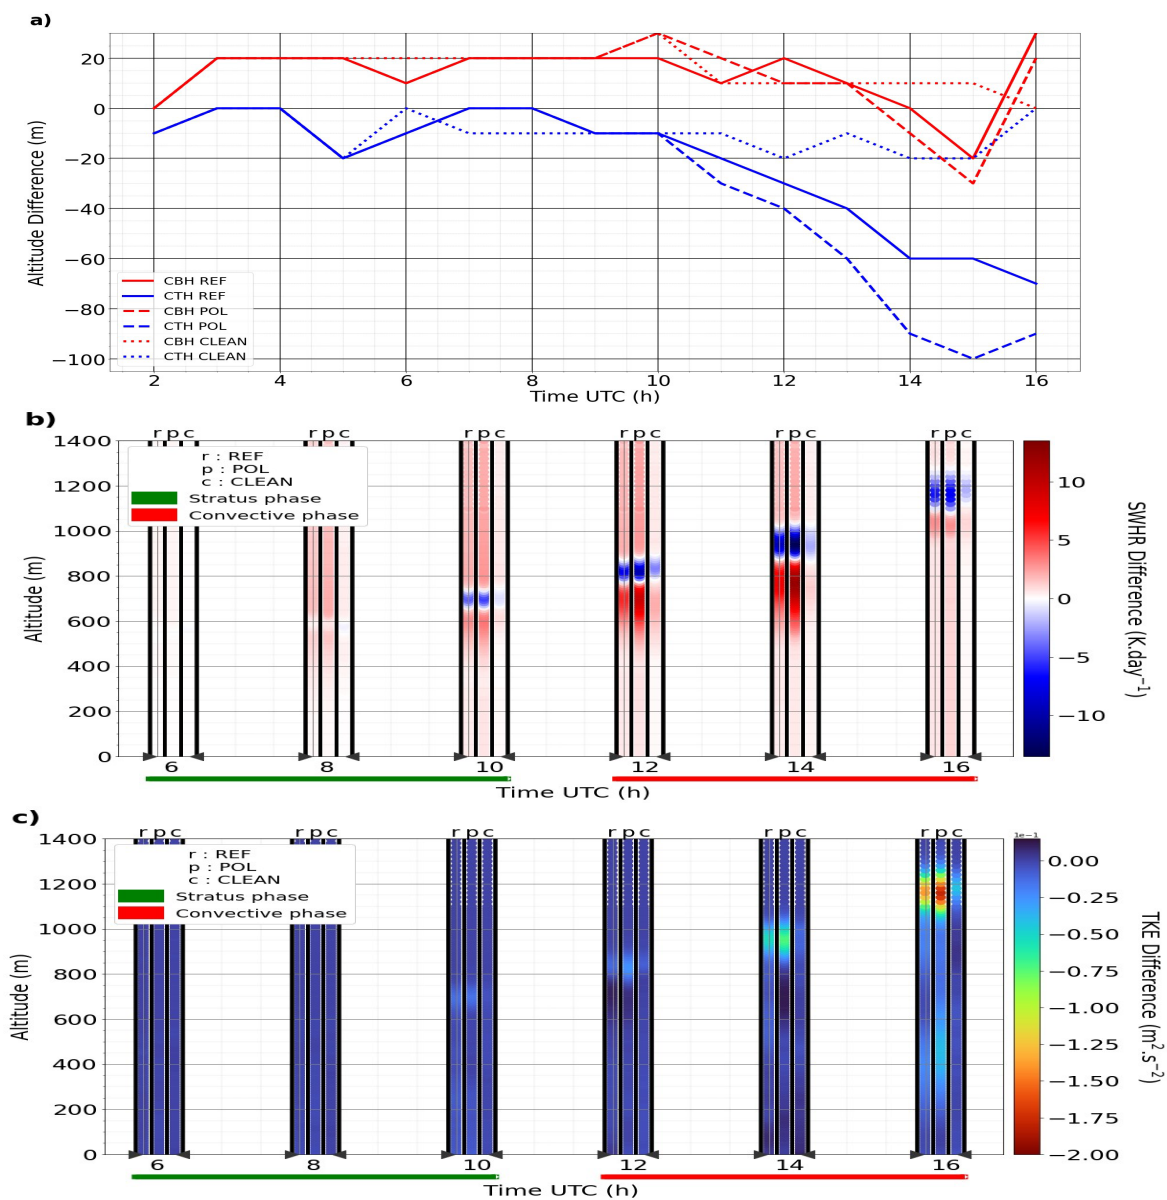 a)
20
0
−20
−40
−60
−80
−100
Altitude Difference (m)
CBH REF
CTH REF
CBH POL
CTH POL
CBH CLEAN
CTH CLEAN
2 4 6 8 10 12 14 16
Time UTC (h)
b)
r p c r p c r p c r p c r p c r p c
1400
1200
1000
800
600
400
200
0
Altitude (m)
r : REF
p : POL
c : CLEAN
Stratus phase
Convective phase
6 8 10 12 14 16
Time UTC (h)
10
5
0
−5
−10
SWHR Difference (K.day⁻¹)
c)
r p c r p c r p c r p c r p c r p c
1400
1200
1000
800
600
400
200
0
Altitude (m)
r : REF
p : POL
c : CLEAN
Stratus phase
Convective phase
6 8 10 12 14 16
Time UTC (h)
1e−1
0.00
−0.25
−0.50
−0.75
−1.00
−1.25
−1.50
−1.75
−2.00
TKE Difference (m².s⁻²)